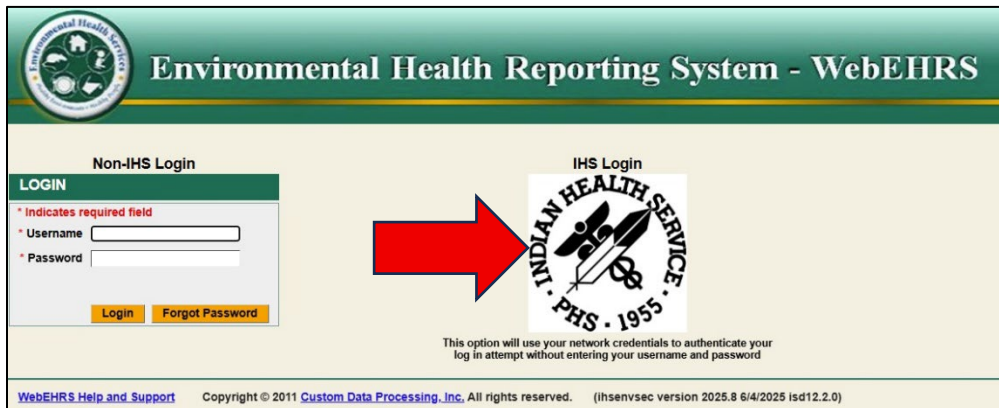 Environmental Health Services
Environmental Health Reporting System - WebEHRS
Non-IHS Login
LOGIN
* Indicates required field
* Username
* Password
Login Forgot Password
IHS Login
INDIAN HEALTH SERVICE
PHS · 1955
This option will use your network credentials to authenticate your
log in attempt without entering your username and password
WebEHRS Help and Support Copyright © 2011 Custom Data Processing, Inc. All rights reserved. (ihsenvsec version 2025.8 6/4/2025 isd12.2.0)